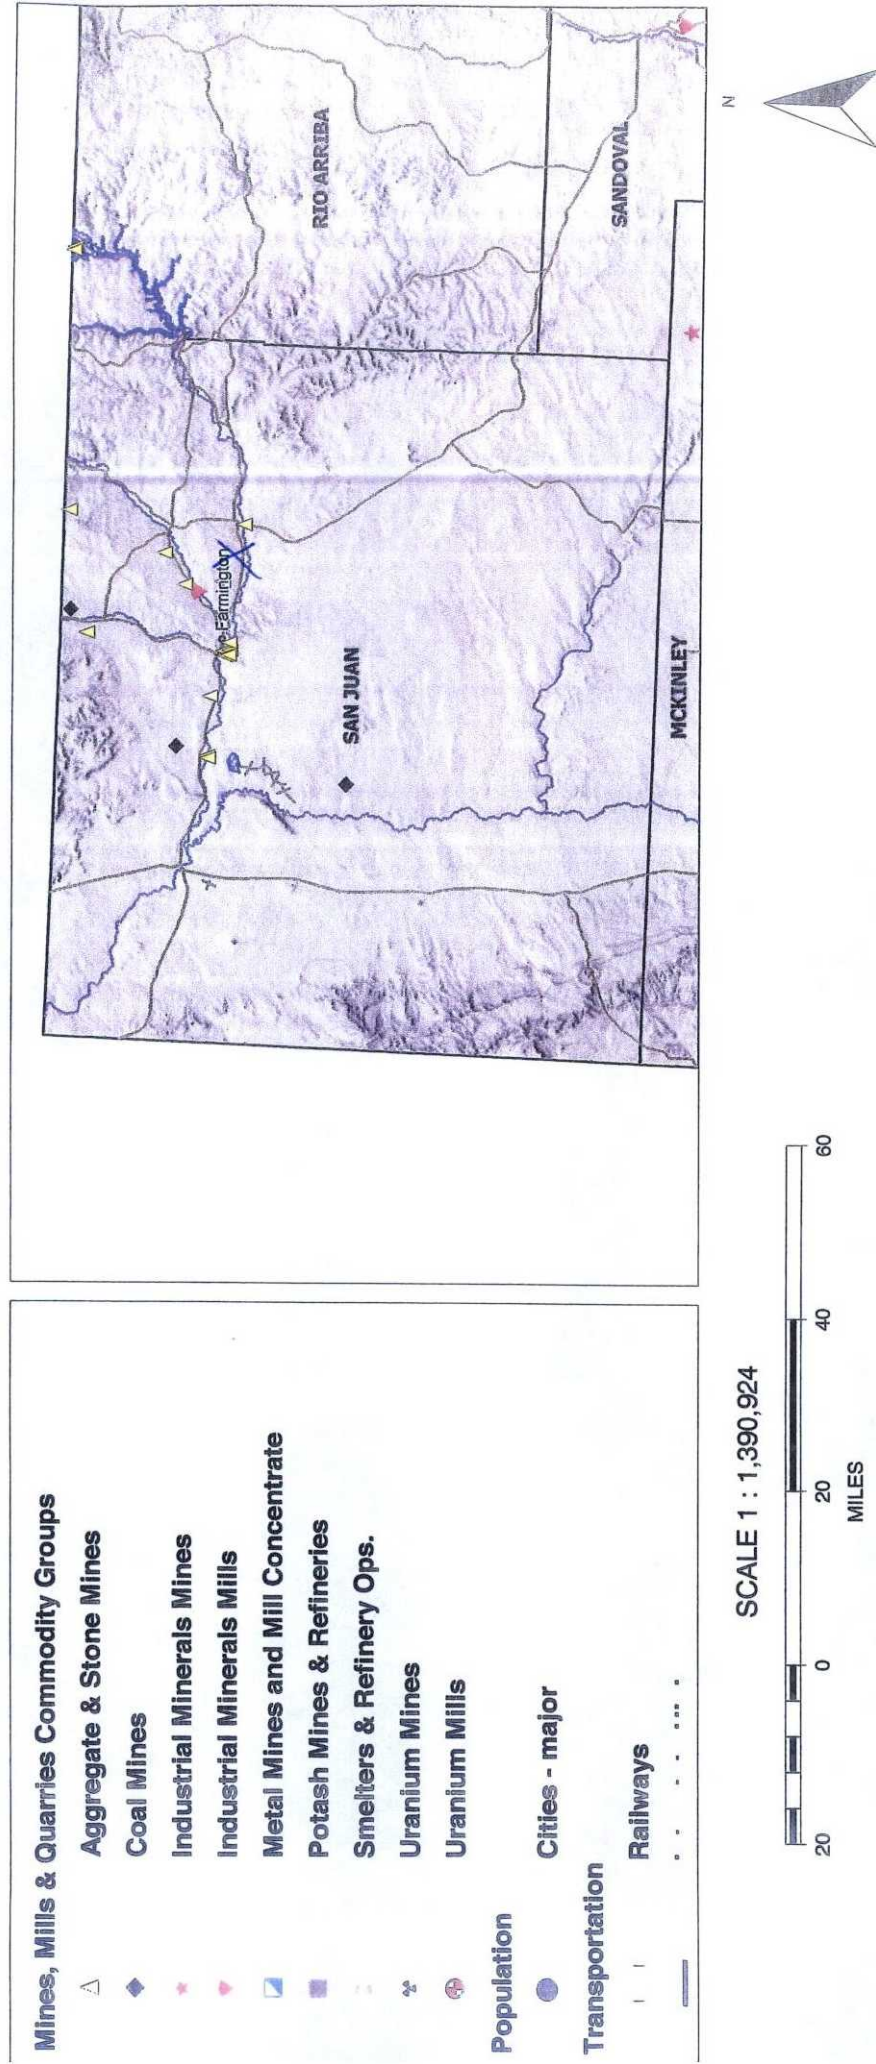 Mines, Mills & Quarries Commodity Groups
Aggregate & Stone Mines
Coal Mines
Industrial Minerals Mines
Industrial Minerals Mills
Metal Mines and Mill Concentrate
Potash Mines & Refineries
Smelters & Refinery Ops.
Uranium Mines
Uranium Mills
Population
Cities - major
Transportation
Railways
Farmington
SAN JUAN
RIO ARRIBA
SANDOVAL
MCKINLEY
N
SCALE 1 : 1,390,924
20 0 20 40 60
MILES